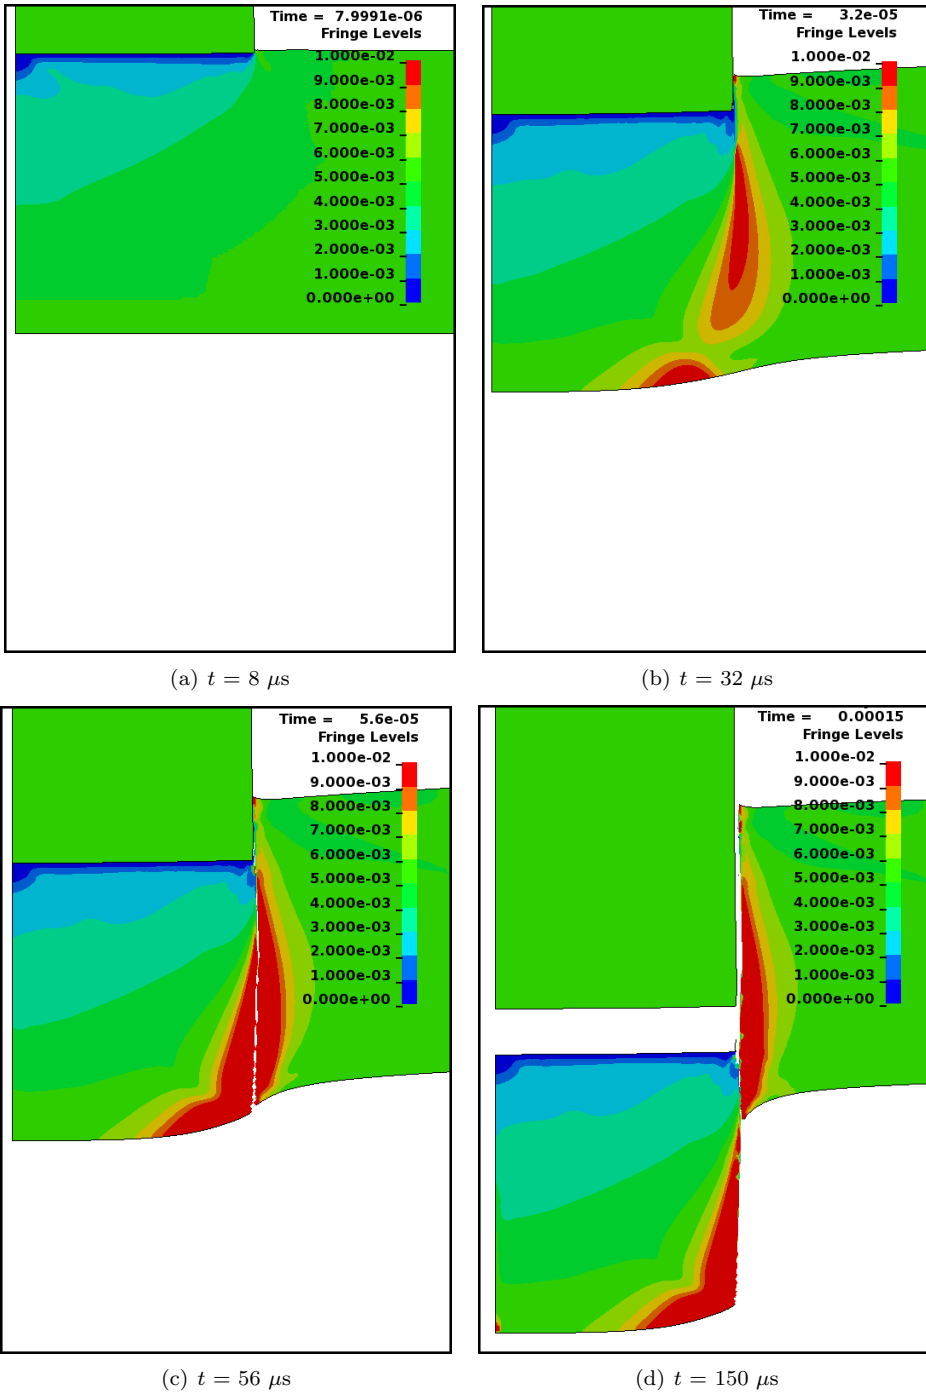 Time = 7.9991e-06
Fringe Levels
1.000e-02
9.000e-03
8.000e-03
7.000e-03
6.000e-03
5.000e-03
4.000e-03
3.000e-03
2.000e-03
1.000e-03
0.000e+00
(a) t = 8 μs
Time = 3.2e-05
Fringe Levels
1.000e-02
9.000e-03
8.000e-03
7.000e-03
6.000e-03
5.000e-03
4.000e-03
3.000e-03
2.000e-03
1.000e-03
0.000e+00
(b) t = 32 μs
Time = 5.6e-05
Fringe Levels
1.000e-02
9.000e-03
8.000e-03
7.000e-03
6.000e-03
5.000e-03
4.000e-03
3.000e-03
2.000e-03
1.000e-03
0.000e+00
(c) t = 56 μs
Time = 0.00015
Fringe Levels
1.000e-02
9.000e-03
8.000e-03
7.000e-03
6.000e-03
5.000e-03
4.000e-03
3.000e-03
2.000e-03
1.000e-03
0.000e+00
(d) t = 150 μs